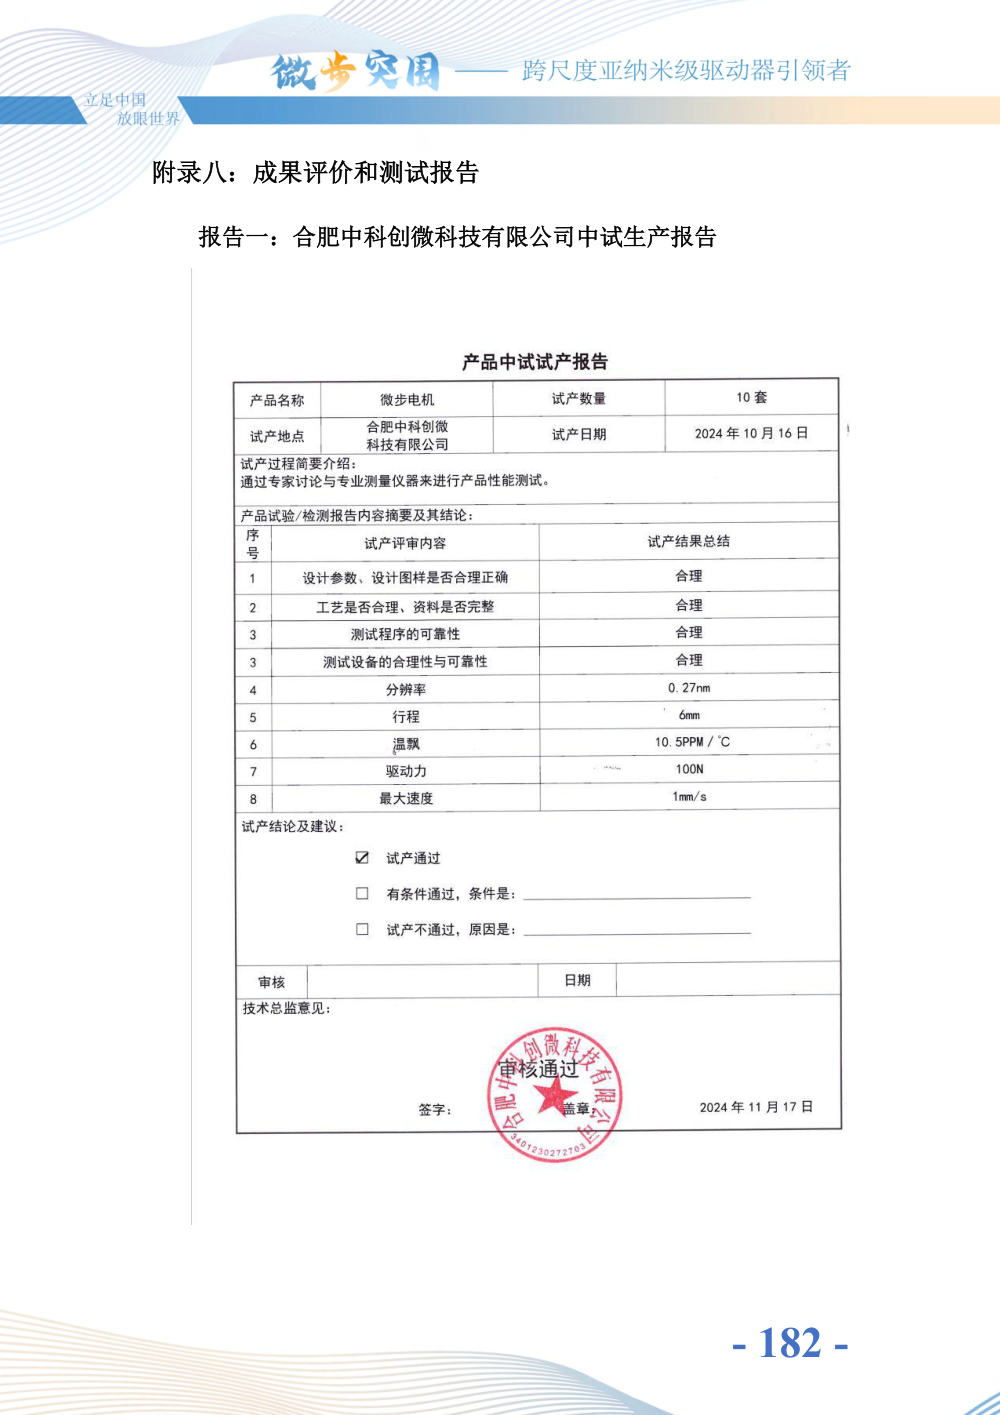 微步突围 —— 跨尺度亚纳米级驱动器引领者
立足中国
放眼世界
附录八：成果评价和测试报告
报告一：合肥中科创微科技有限公司中试生产报告
产品中试试产报告
产品名称 微步电机 试产数量 10 套
试产地点 合肥中科创微科技有限公司 试产日期 2024 年 10 月 16 日
试产过程简要介绍：
通过专家讨论与专业测量仪器来进行产品性能测试。
产品试验/检测报告内容摘要及其结论：
序号 试产评审内容 试产结果总结
1 设计参数、设计图样是否合理正确 合理
2 工艺是否合理、资料是否完整 合理
3 测试程序的可靠性 合理
3 测试设备的合理性与可靠性 合理
4 分辨率 0.27nm
5 行程 6mm
6 温飘 10.5PPM / ℃
7 驱动力 100N
8 最大速度 1mm/s
试产结论及建议：
☑ 试产通过
□ 有条件通过，条件是：
□ 试产不通过，原因是：
审核 日期
技术总监意见：
审核通过
签字： 盖章： 2024 年 11 月 17 日
合肥中科创微科技有限公司
3401230272703
- 182 -